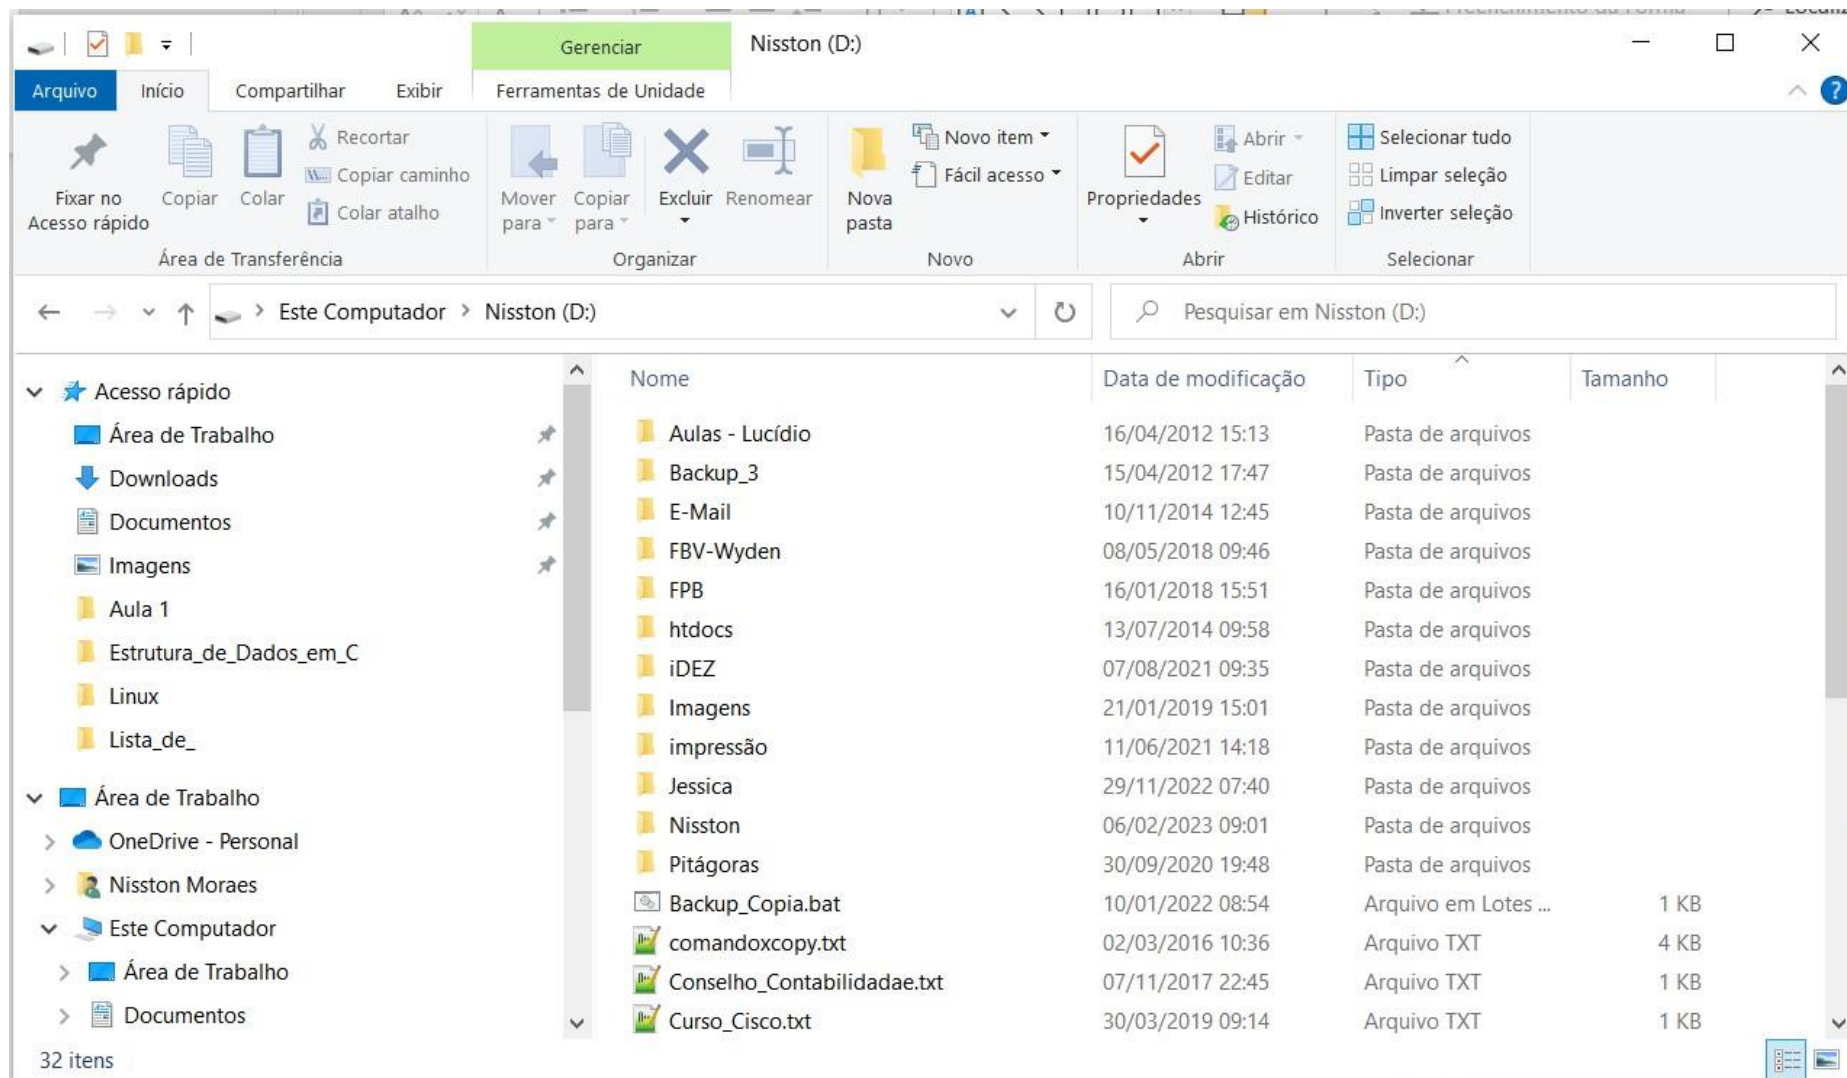 Preenchimento da Forma
Gerenciar
Nisston (D:)
Arquivo Início Compartilhar Exibir Ferramentas de Unidade ?
Recortar
Copiar caminho
Colar atalho
Fixar no
Acesso rápido
Copiar
Colar
Área de Transferência
Mover
para
Copiar
para
Excluir
Renomear
Organizar
Nova
pasta
Novo item
Fácil acesso
Novo
Propriedades
Abrir
Editar
Histórico
Abrir
Selecionar tudo
Limpar seleção
Inverter seleção
Selecionar
Este Computador > Nisston (D:)
Pesquisar em Nisston (D:)
Acesso rápido
Área de Trabalho
Downloads
Documentos
Imagens
Aula 1
Estrutura_de_Dados_em_C
Linux
Lista_de_
Área de Trabalho
OneDrive - Personal
Nisston Moraes
Este Computador
Área de Trabalho
Documentos
Nome Data de modificação Tipo Tamanho
Aulas - Lucídio 16/04/2012 15:13 Pasta de arquivos
Backup_3 15/04/2012 17:47 Pasta de arquivos
E-Mail 10/11/2014 12:45 Pasta de arquivos
FBV-Wyden 08/05/2018 09:46 Pasta de arquivos
FPB 16/01/2018 15:51 Pasta de arquivos
htdocs 13/07/2014 09:58 Pasta de arquivos
iDEZ 07/08/2021 09:35 Pasta de arquivos
Imagens 21/01/2019 15:01 Pasta de arquivos
impressão 11/06/2021 14:18 Pasta de arquivos
Jessica 29/11/2022 07:40 Pasta de arquivos
Nisston 06/02/2023 09:01 Pasta de arquivos
Pitágoras 30/09/2020 19:48 Pasta de arquivos
Backup_Copia.bat 10/01/2022 08:54 Arquivo em Lotes ... 1 KB
comandoxcopy.txt 02/03/2016 10:36 Arquivo TXT 4 KB
Conselho_Contabilidadae.txt 07/11/2017 22:45 Arquivo TXT 1 KB
Curso_Cisco.txt 30/03/2019 09:14 Arquivo TXT 1 KB
32 itens